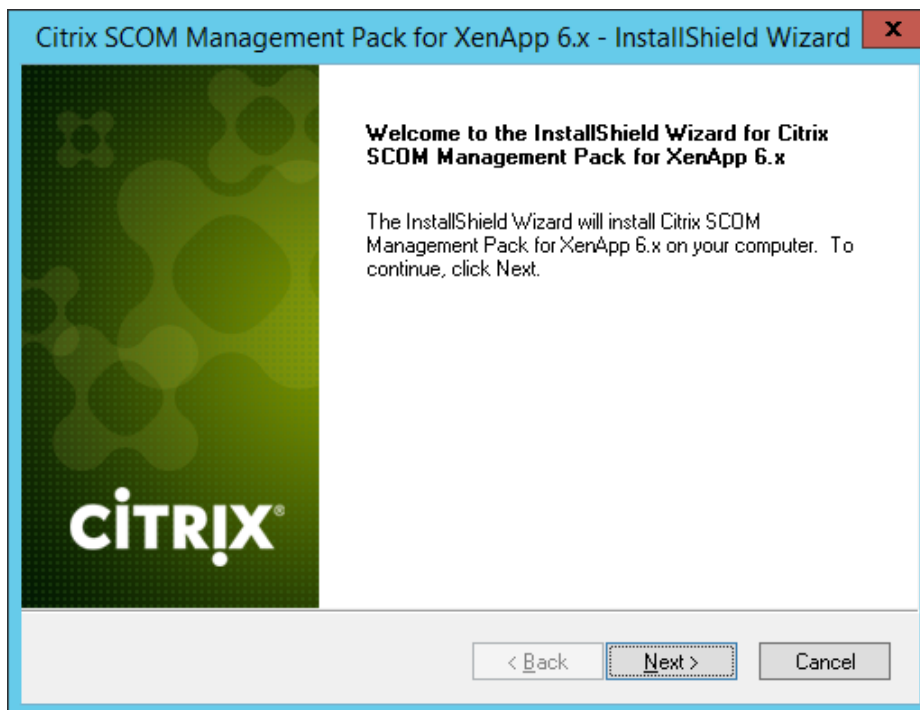 Citrix SCOM Management Pack for XenApp 6.x - InstallShield Wizard
x
Welcome to the InstallShield Wizard for Citrix
SCOM Management Pack for XenApp 6.x
The InstallShield Wizard will install Citrix SCOM
Management Pack for XenApp 6.x on your computer.  To
continue, click Next.
CITRIX®
< Back
Next >
Cancel